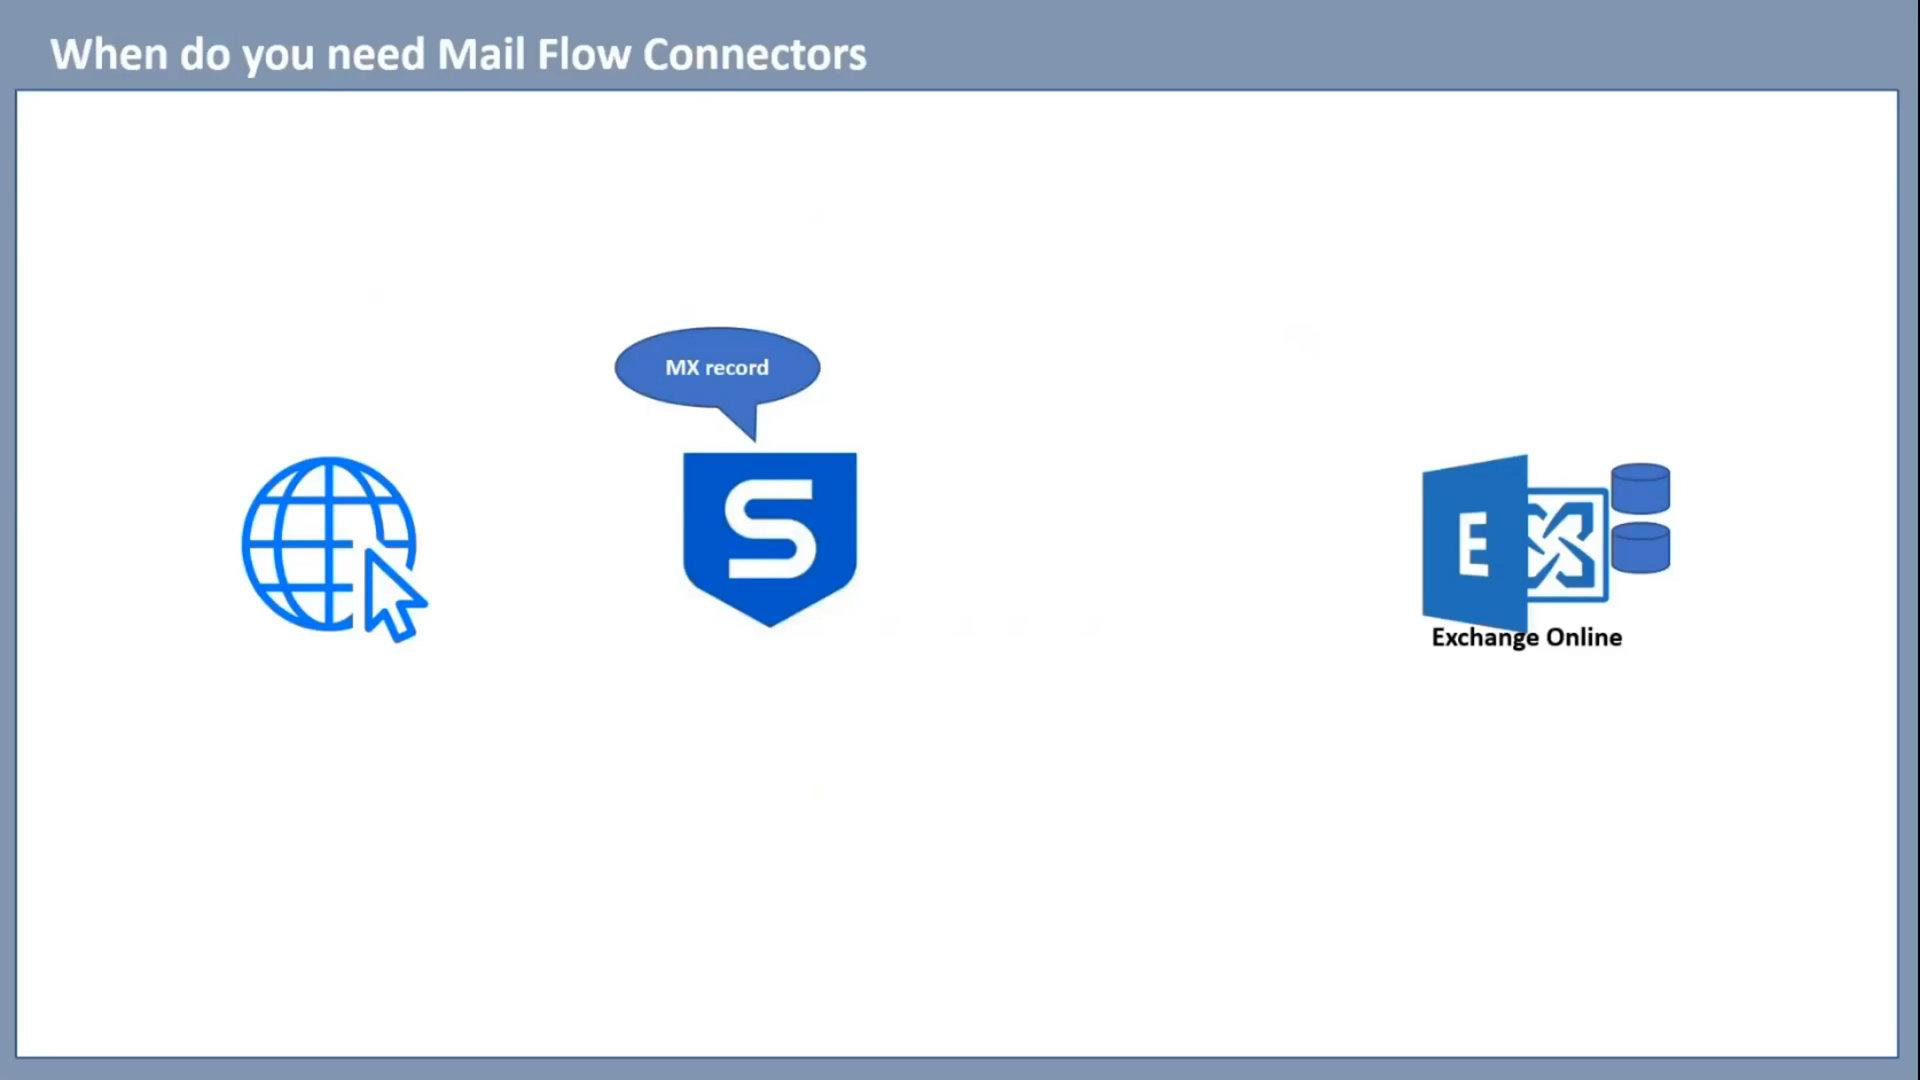 When do you need Mail Flow Connectors
MX record
S
E
Exchange Online